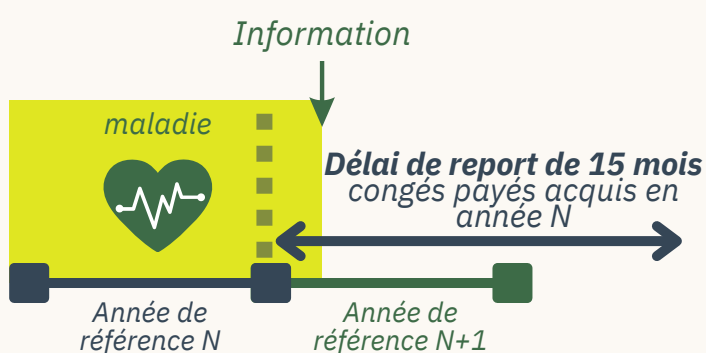 Information
maladie
Délai de report de 15 mois
congés payés acquis en
année N
Année de
référence N
Année de
référence N+1